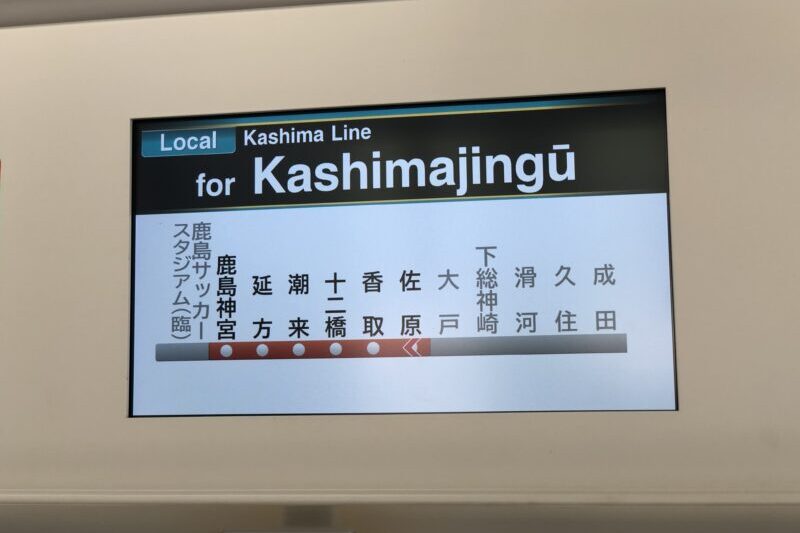 Local Kashima Line
for Kashimajingū
鹿島サッカー
スタジアム(臨)
鹿島神宮
延方
潮来
十二橋
香取
佐原
大戸
下総神崎
滑河
久住
成田